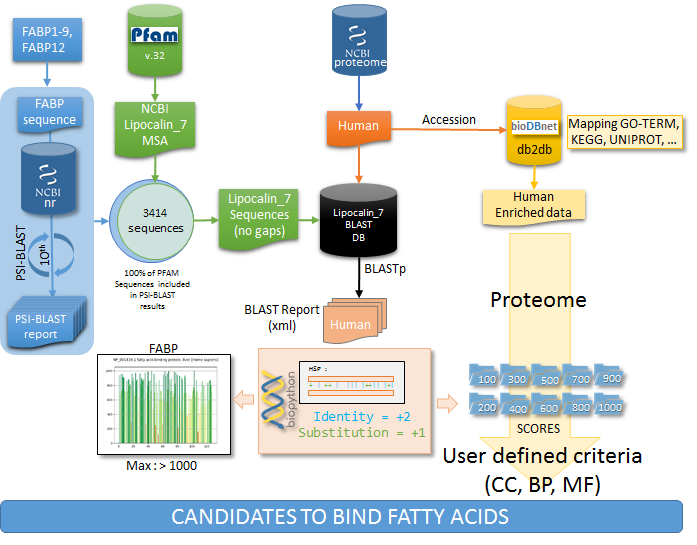 FABP1-9,
FABP12
Pfam
v.32
NCBI
proteome
FABP
sequence
NCBI
Lipocalin_7
MSA
Human
Accession
bioDBnet
db2db
Mapping GO-TERM,
KEGG, UNIPROT, ...
NCBI
nr
3414
sequences
Lipocalin_7
Sequences
(no gaps)
Lipocalin_7
BLAST
DB
Human
Enriched data
PSI-BLAST
10th
100% of PFAM
Sequences included
in PSI-BLAST
results
BLASTp
PSI-BLAST
report
BLAST Report
(xml)
Human
Proteome
FABP
HSP :
biopython
Identity = +2
Substitution = +1
/ 100 / 300 / 500 / 700 / 900
/ 200 / 400 / 600 / 800 / 1000
SCORES
Max : > 1000
User defined criteria
(CC, BP, MF)
CANDIDATES TO BIND FATTY ACIDS